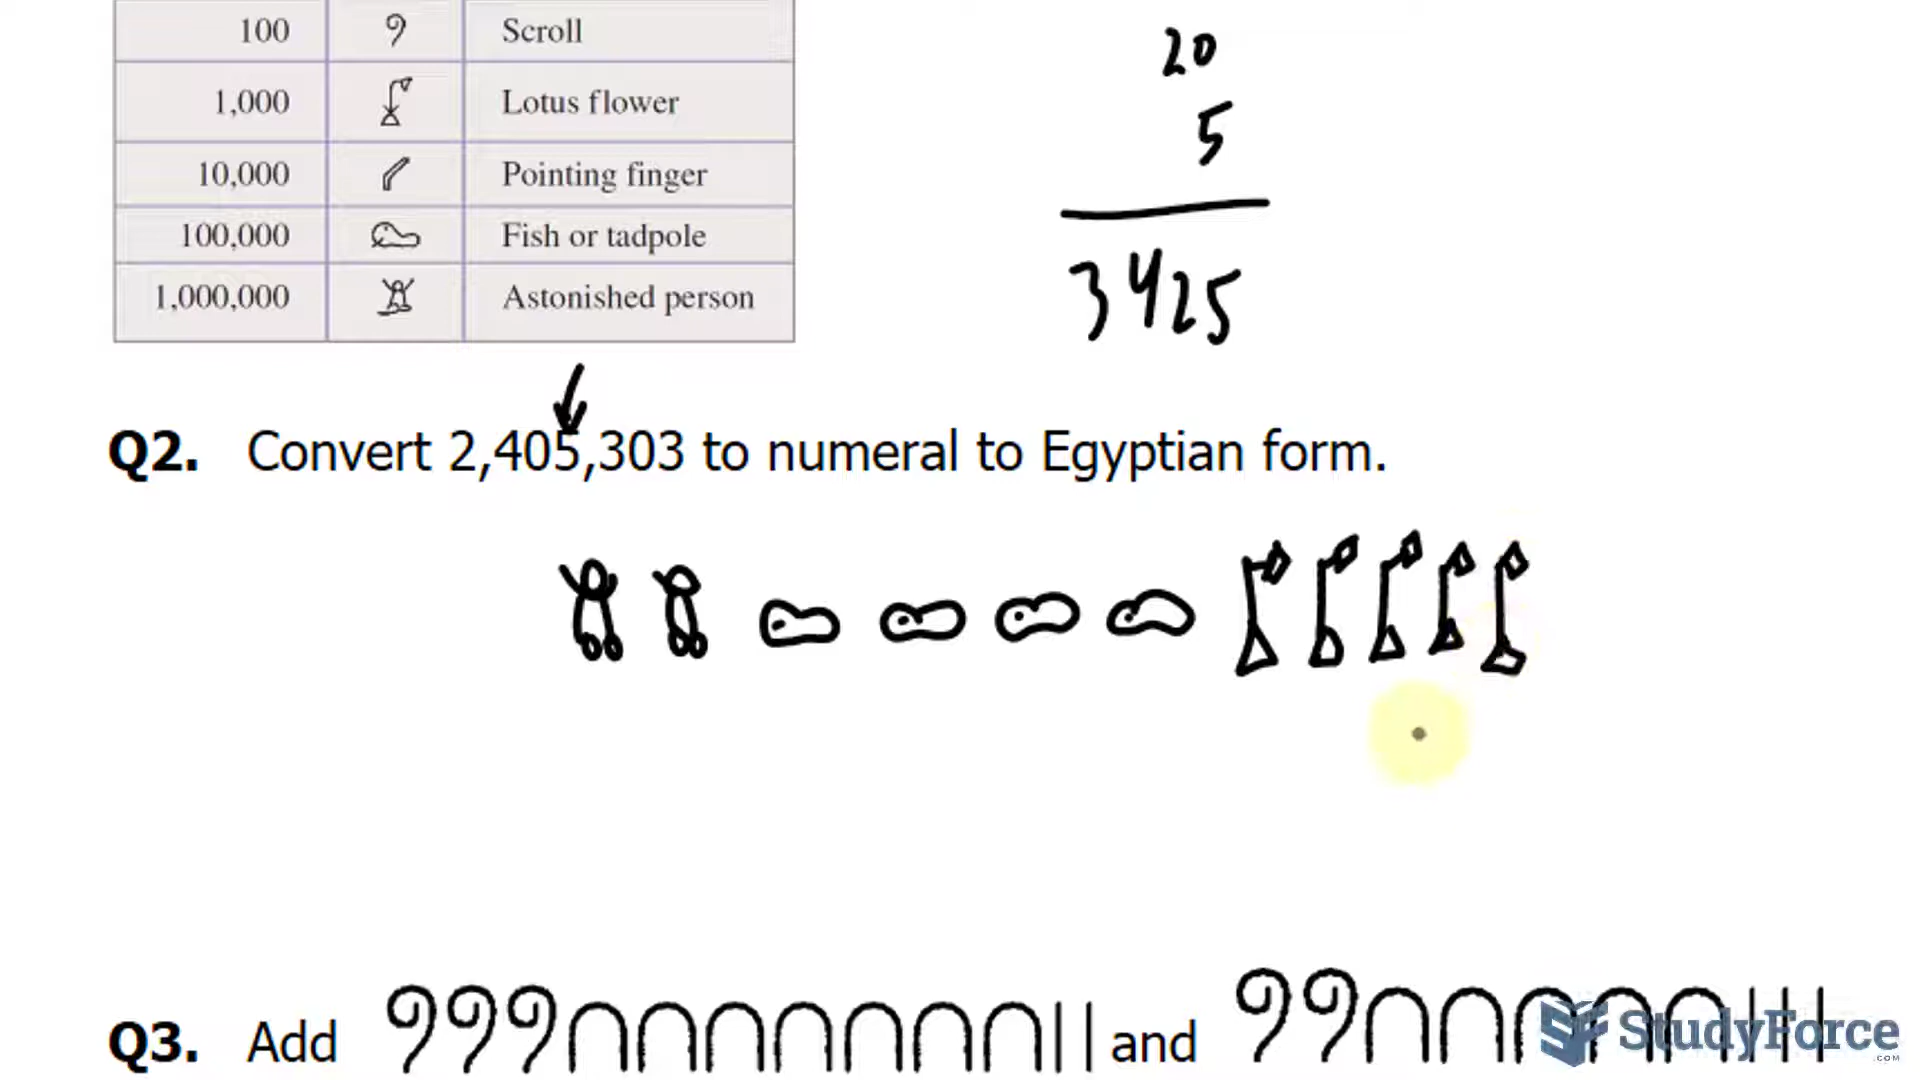 100 Scroll
1,000 Lotus flower
10,000 Pointing finger
100,000 Fish or tadpole
1,000,000 Astonished person
20
5
3425
Q2. Convert 2,405,303 to numeral to Egyptian form.
Q3. Add and
StudyForce
.COM